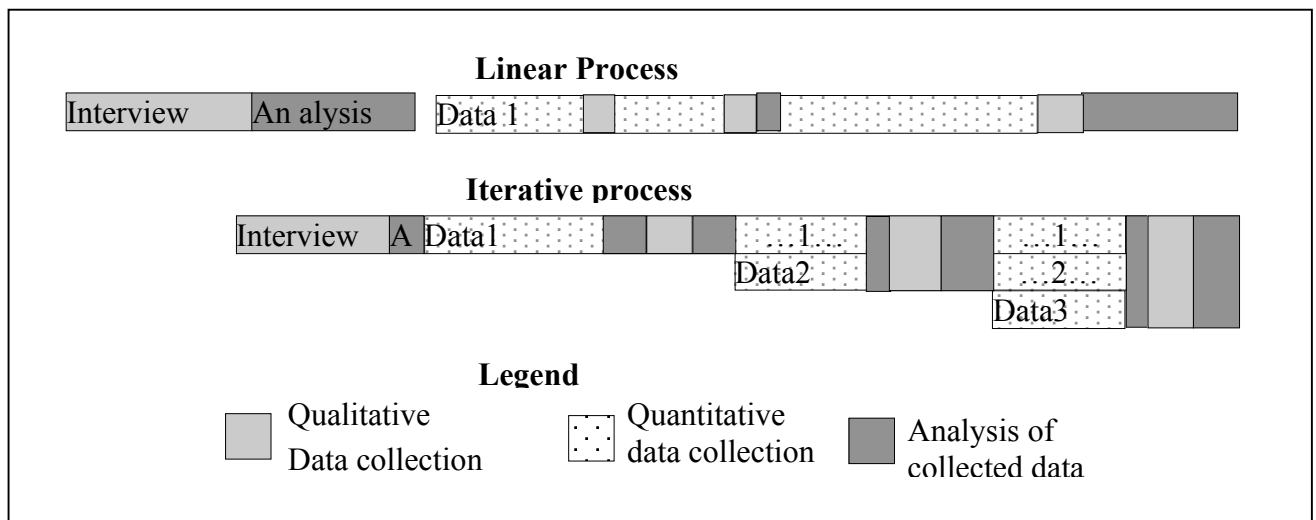 Linear Process
Interview An alysis Data 1
Iterative process
Interview A Data1 ...1... ...1...
Data2 ...2...
Data3
Legend
Qualitative Data collection
Quantitative data collection
Analysis of collected data